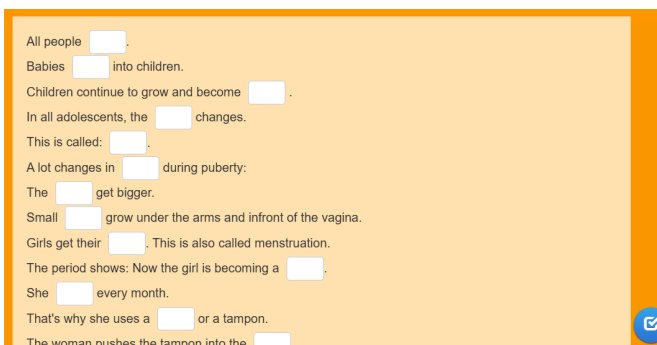 All people .
Babies into children.
Children continue to grow and become .
In all adolescents, the changes.
This is called: .
A lot changes in during puberty:
The get bigger.
Small grow under the arms and infront of the vagina.
Girls get their . This is also called menstruation.
The period shows: Now the girl is becoming a .
She every month.
That's why she uses a or a tampon.
The woman pushes the tampon into the